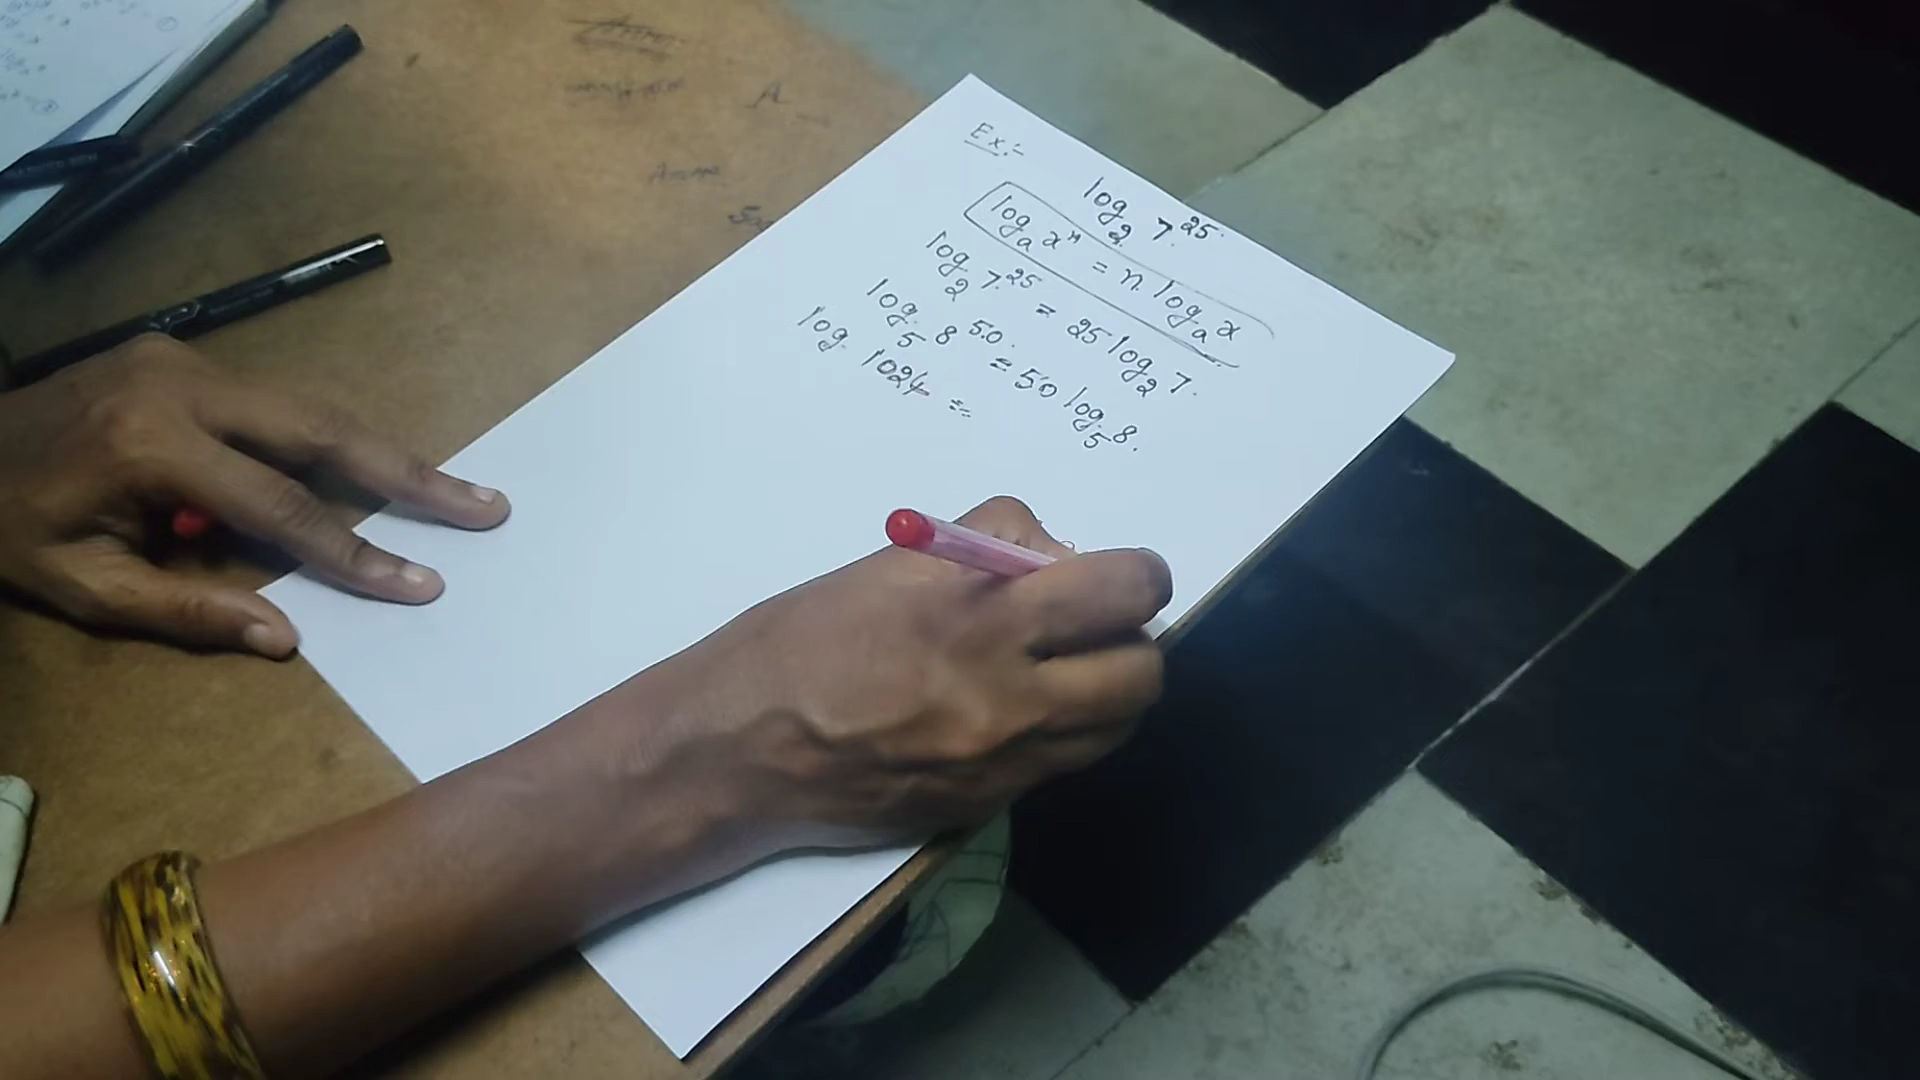 Ex:-
log₂ 7²⁵.
logₐ xⁿ = n logₐ x
log₂ 7²⁵ = 25 log₂ 7.
log₅ 8⁵⁰. = 50 log₅ 8.
log 1024 =